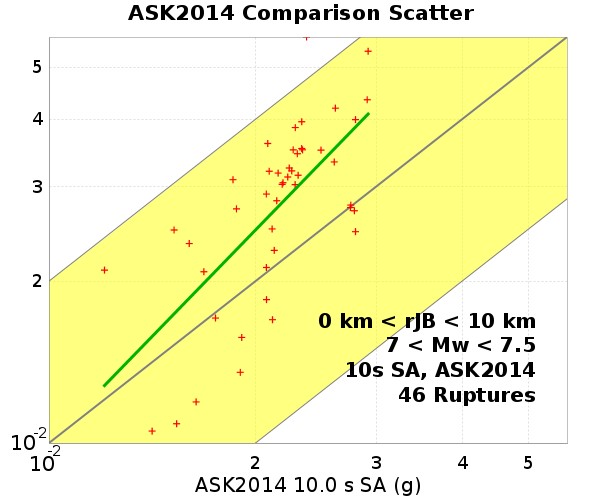 ASK2014 Comparison Scatter
5
4
3
2
10-2
0 km < rJB < 10 km
7 < Mw < 7.5
10s SA, ASK2014
46 Ruptures
10-2
2
3
4
5
ASK2014 10.0 s SA (g)